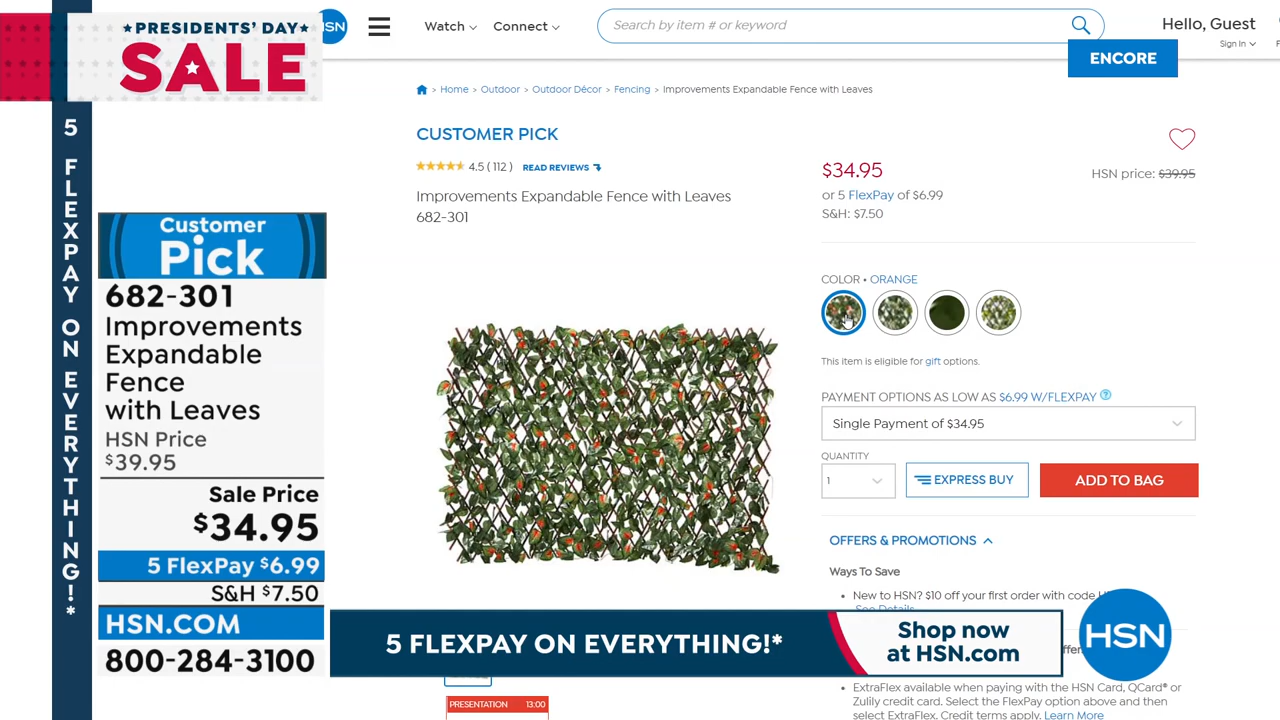 ★PRESIDENTS' DAY★
SALE
HSN
Watch
Connect
Search by item # or keyword
Hello, Guest
Sign In
ENCORE
5 FLEXPAY ON EVERYTHING!*
Home > Outdoor > Outdoor Décor > Fencing > Improvements Expandable Fence with Leaves
CUSTOMER PICK
4.5 ( 112 ) READ REVIEWS
Improvements Expandable Fence with Leaves
682-301
$34.95
HSN price: $39.95
or 5 FlexPay of $6.99
S&H: $7.50
COLOR • ORANGE
This item is eligible for gift options.
PAYMENT OPTIONS AS LOW AS $6.99 W/FLEXPAY ?
Single Payment of $34.95
QUANTITY
1
EXPRESS BUY
ADD TO BAG
OFFERS & PROMOTIONS
Ways To Save
• New to HSN? $10 off your first order with code
See Details
• ExtraFlex available when paying with the HSN Card, QCard® or
Zulily credit card. Select the FlexPay option above and then
select ExtraFlex. Credit terms apply. Learn More
Customer
Pick
682-301
Improvements
Expandable
Fence
with Leaves
HSN Price
$39.95
Sale Price
$34.95
5 FlexPay $6.99
S&H $7.50
HSN.COM
800-284-3100
5 FLEXPAY ON EVERYTHING!*
Shop now
at HSN.com
HSN
PRESENTATION 13:00